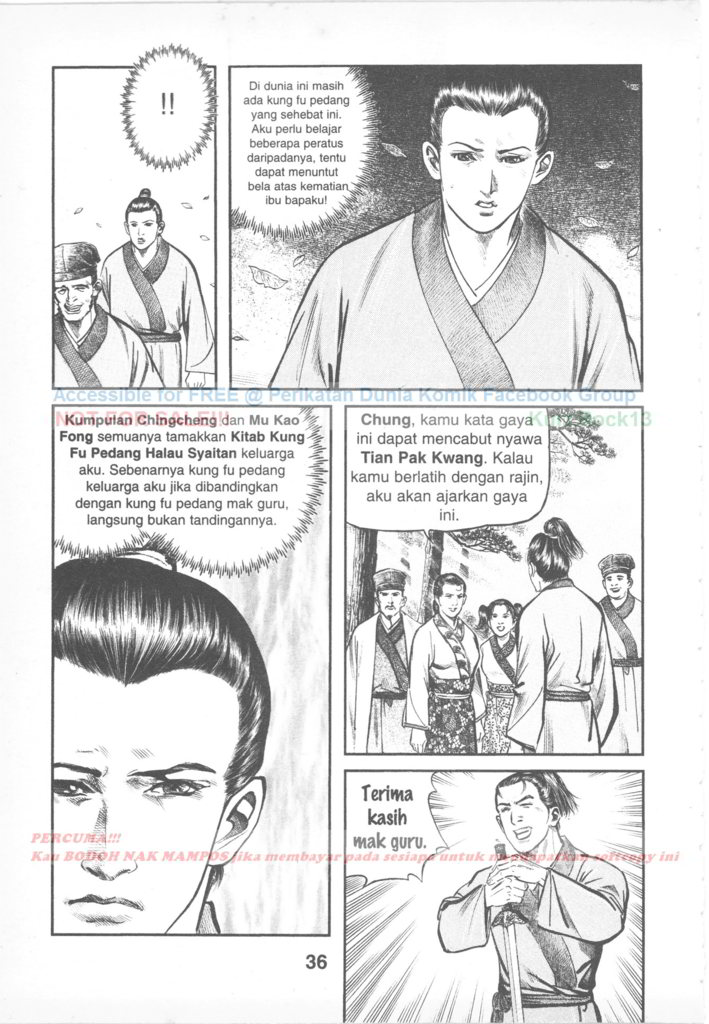 !!
Di dunia ini masih
ada kung fu pedang
yang sehebat ini.
Aku perlu belajar
beberapa peratus
daripadanya, tentu
dapat menuntut
bela atas kematian
ibu bapaku!
Accessible for FREE @ Perikatan Dunia Komik Facebook Group
NOT FOR SALE!!!
Kumpulan Chingcheng dan Mu Kao
Fong semuanya tamakkan Kitab Kung
Fu Pedang Halau Syaitan keluarga
aku. Sebenarnya kung fu pedang
keluarga aku jika dibandingkan
dengan kung fu pedang mak guru,
langsung bukan tandingannya.
Chung, kamu kata gaya
ini dapat mencabut nyawa
Tian Pak Kwang. Kalau
kamu berlatih dengan rajin,
aku akan ajarkan gaya
ini.
Terima
kasih
mak guru.
PERCUMA!!!
Kau BODOH NAK MAMPOS jika membayar pada sesiapa untuk mendapatkan softcopy ini
36